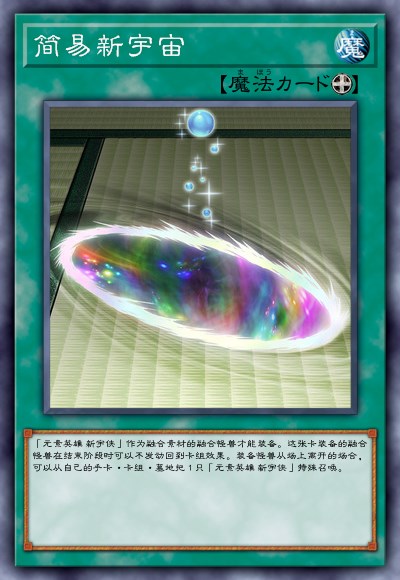 简易新宇宙
魔
【魔法カード】
まほう
「元素英雄 新宇侠」作为融合素材的融合怪兽才能装备。这张卡装备的融合
怪兽在结束阶段时可以不发动回到卡组效果。装备怪兽从场上离开的场合，
可以从自己的手卡·卡组·墓地把1只「元素英雄 新宇侠」特殊召唤。